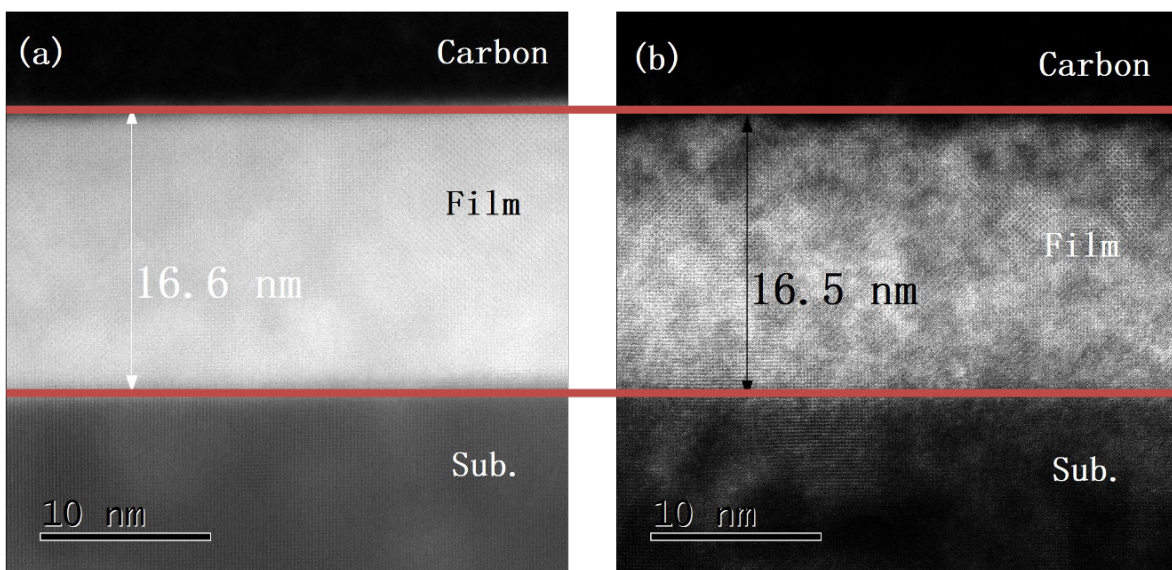 (a)
Carbon
Film
16.6 nm
Sub.
10 nm
(b)
Carbon
Film
16.5 nm
Sub.
10 nm